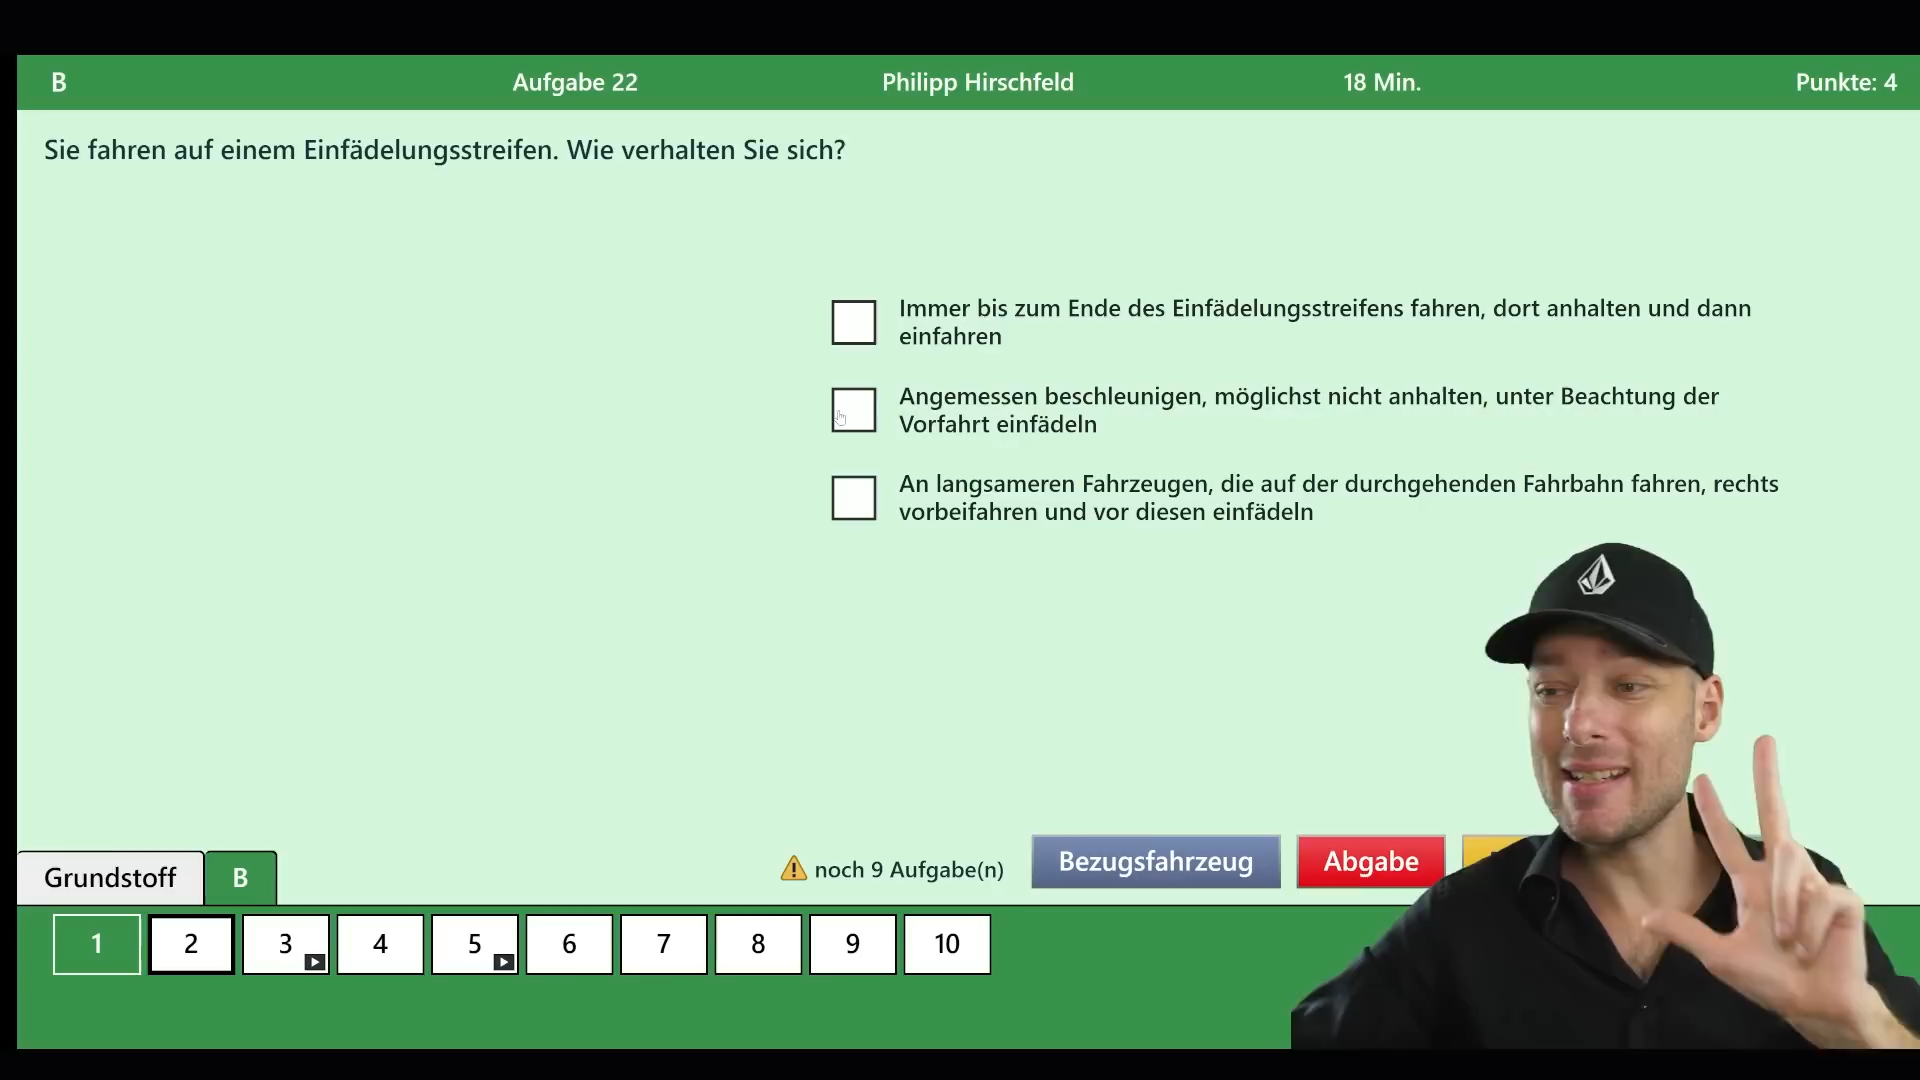 B Aufgabe 22 Philipp Hirschfeld 18 Min. Punkte: 4
Sie fahren auf einem Einfädelungsstreifen. Wie verhalten Sie sich?
Immer bis zum Ende des Einfädelungsstreifens fahren, dort anhalten und dann
einfahren
Angemessen beschleunigen, möglichst nicht anhalten, unter Beachtung der
Vorfahrt einfädeln
An langsameren Fahrzeugen, die auf der durchgehenden Fahrbahn fahren, rechts
vorbeifahren und vor diesen einfädeln
Grundstoff B noch 9 Aufgabe(n) Bezugsfahrzeug Abgabe
1 2 3 4 5 6 7 8 9 10